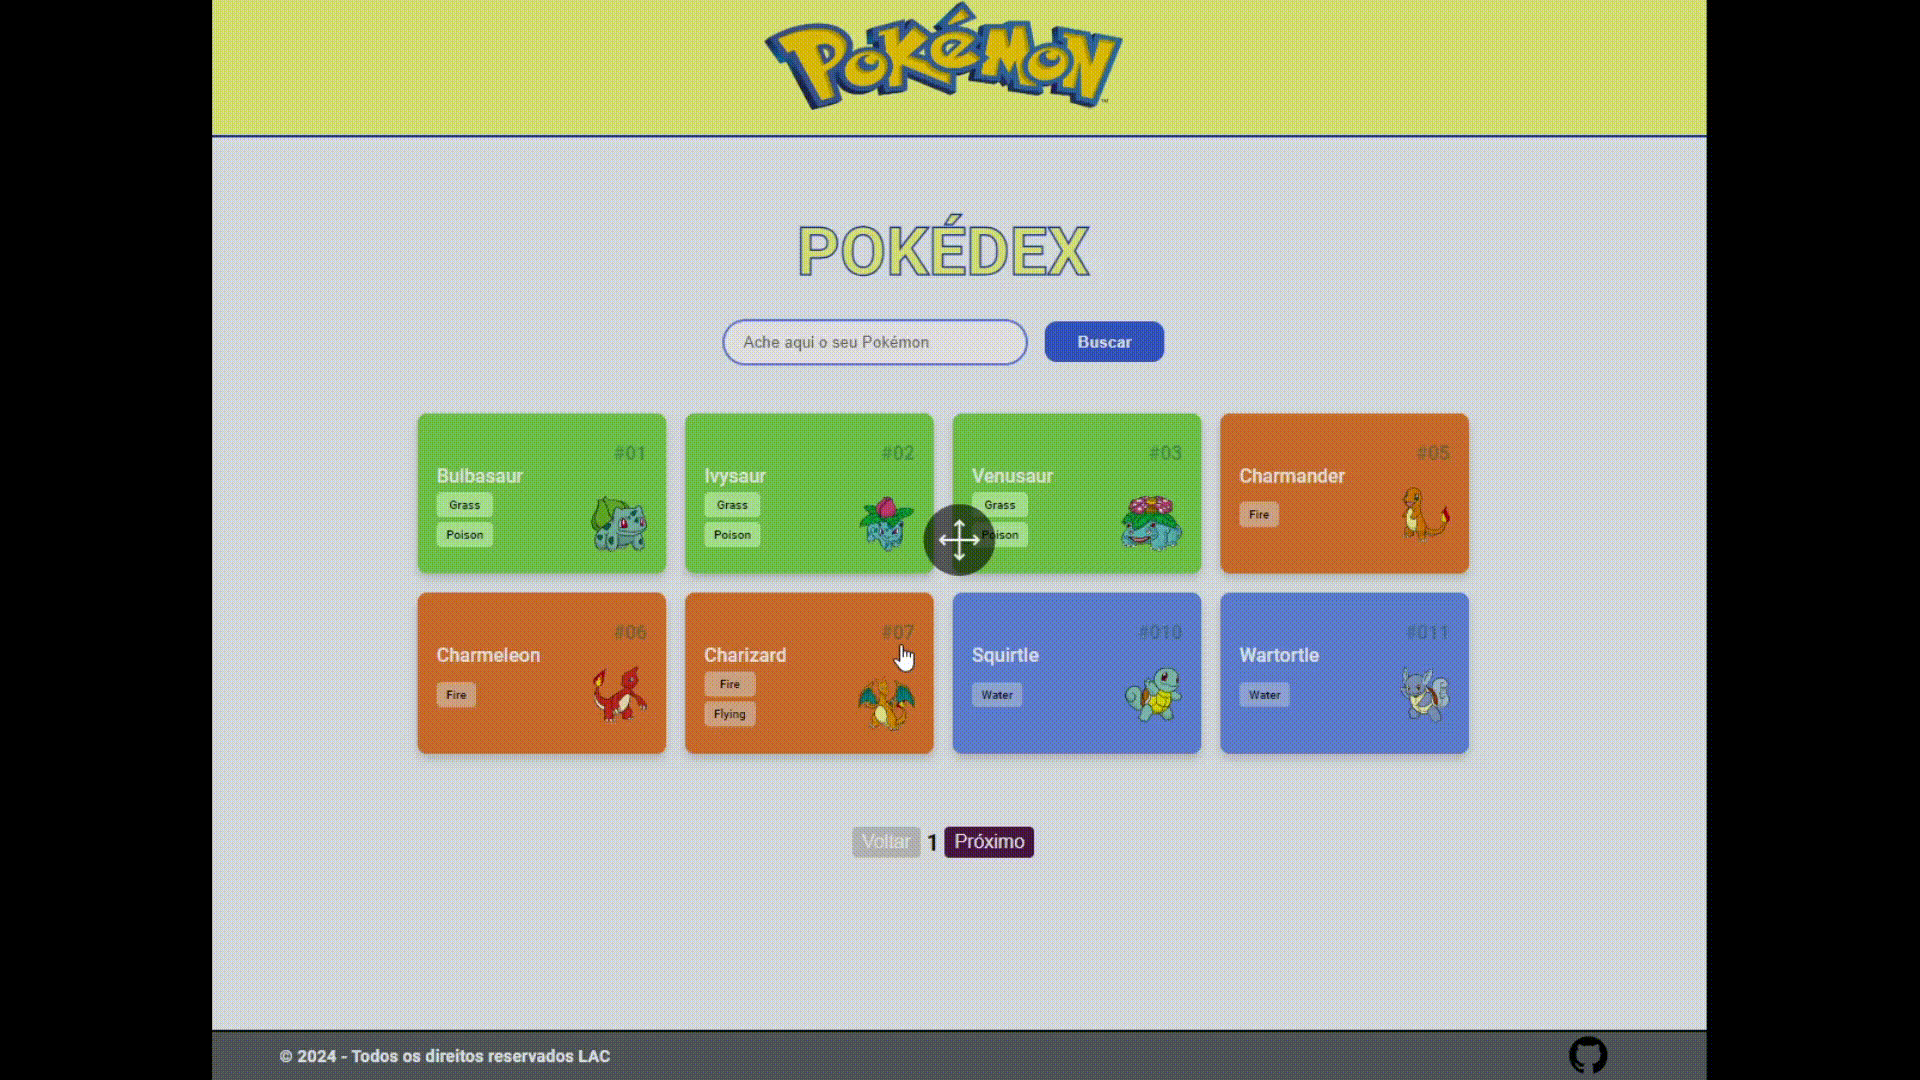 POKéMON
™
POKÉDEX
Ache aqui o seu Pokémon
Buscar
#01
Bulbasaur
Grass
Poison
#02
Ivysaur
Grass
Poison
#03
Venusaur
Grass
Poison
#05
Charmander
Fire
#06
Charmeleon
Fire
#07
Charizard
Fire
Flying
#010
Squirtle
Water
#011
Wartortle
Water
Voltar 1 Próximo
© 2024 - Todos os direitos reservados LAC